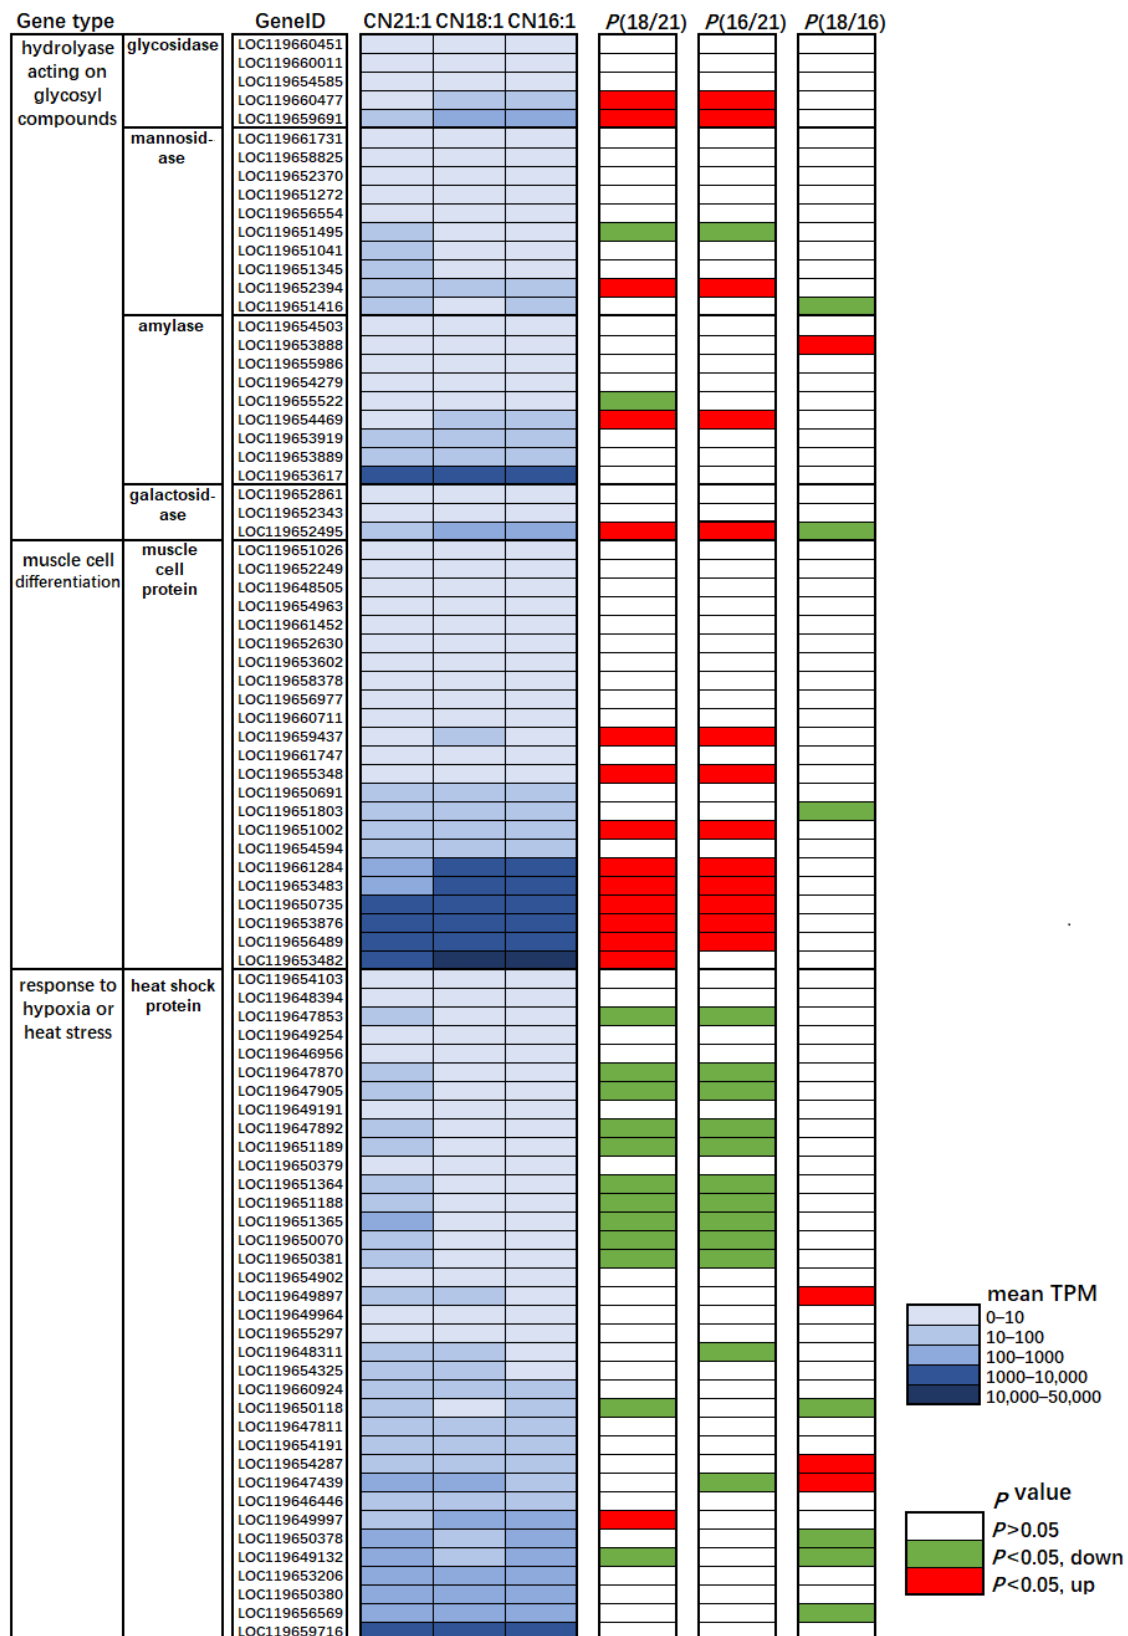 Gene type GeneID CN21:1 CN18:1 CN16:1 P(18/21) P(16/21) P(18/16)
hydrolyase
acting on
glycosyl
compounds
glycosidase
LOC119660451
LOC119660011
LOC119654585
LOC119660477
LOC119659691
mannosid-
ase
LOC119661731
LOC119658825
LOC119652370
LOC119651272
LOC119656554
LOC119651495
LOC119651041
LOC119651345
LOC119652394
LOC119651416
amylase
LOC119654503
LOC119653888
LOC119655986
LOC119654279
LOC119655522
LOC119654469
LOC119653919
LOC119653889
LOC119653617
galactosid-
ase
LOC119652861
LOC119652343
LOC119652495
muscle cell
differentiation
muscle
cell
protein
LOC119651026
LOC119652249
LOC119648505
LOC119654963
LOC119661452
LOC119652630
LOC119653602
LOC119658378
LOC119656977
LOC119660711
LOC119659437
LOC119661747
LOC119655348
LOC119650691
LOC119651803
LOC119651002
LOC119654594
LOC119661284
LOC119653483
LOC119650735
LOC119653876
LOC119656489
LOC119653482
response to
hypoxia or
heat stress
heat shock
protein
LOC119654103
LOC119648394
LOC119647853
LOC119649254
LOC119646956
LOC119647870
LOC119647905
LOC119649191
LOC119647892
LOC119651189
LOC119650379
LOC119651364
LOC119651188
LOC119651365
LOC119650070
LOC119650381
LOC119654902
LOC119649897
LOC119649964
LOC119655297
LOC119648311
LOC119654325
LOC119660924
LOC119650118
LOC119647811
LOC119654191
LOC119654287
LOC119647439
LOC119646446
LOC119649997
LOC119650378
LOC119649132
LOC119653206
LOC119650380
LOC119656569
LOC119659716
mean TPM
0–10
10–100
100–1000
1000–10,000
10,000–50,000
P value
P>0.05
P<0.05, down
P<0.05, up